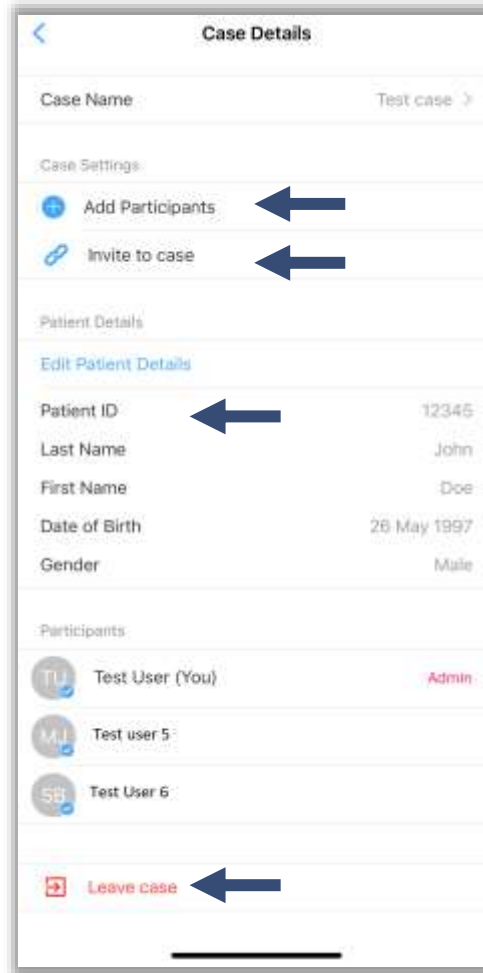 Case Details
Case Name Test case
Case Settings
Add Participants
Invite to case
Patient Details
Edit Patient Details
Patient ID 12345
Last Name John
First Name Doe
Date of Birth 26 May 1997
Gender Male
Participants
TU Test User (You) Admin
MJ Test user 5
SB Test User 6
Leave case